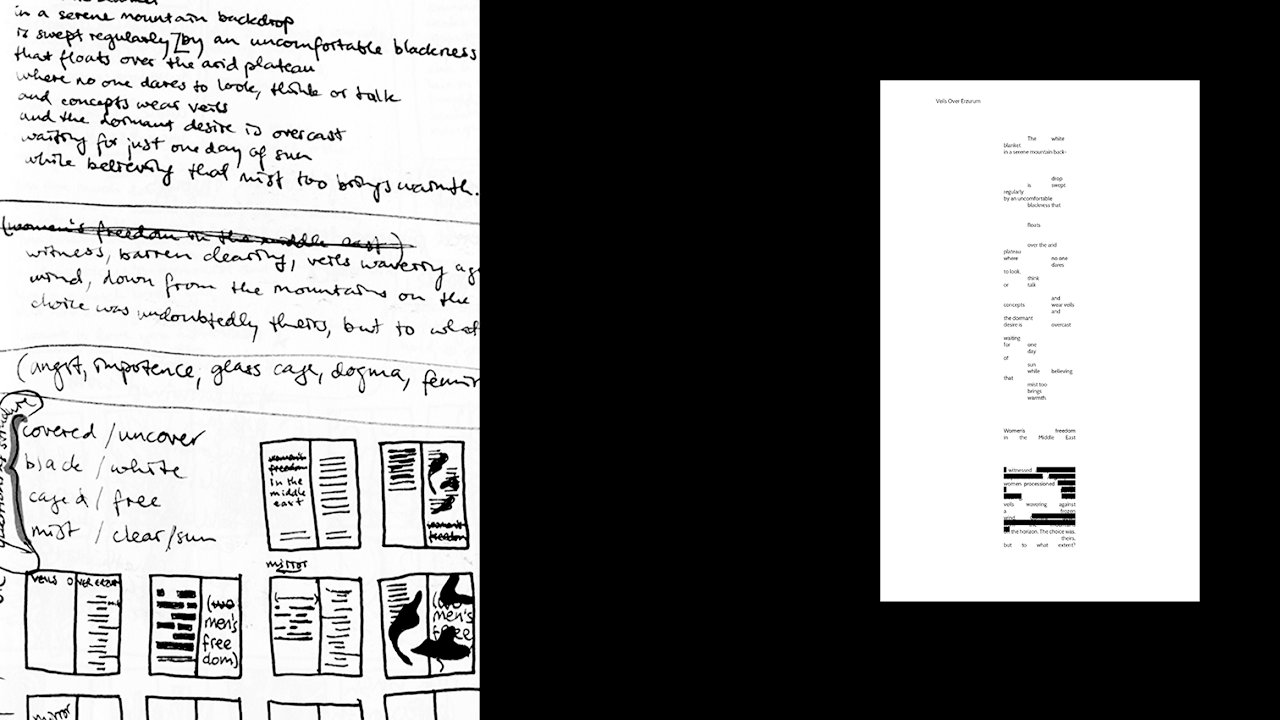 in a serene mountain backdrop
is swept regularly [by an uncomfortable blackness
that floats over the arid plateau
where no one dares to look, think or talk
and concepts wear veils
and the dormant desire is overcast
waiting for just one day of sun
while believing that mist too brings warmth.
(women's freedom in the middle east)
witness, barren clearing, veils wavering
wind, down from the mountains on the
choice was undoubtedly theirs, but to what
(angst, impotence, glass cage, dogma,
covered / uncover
black / white
caged / free
mist / clear/sun
women's
freedom
in the
middle
east
women's
freedom
mirror
VEILS OVER ERZURUM
(wo
men's
free
dom)
(wo
men's
free
mirror
Veils Over Erzurum
The white
blanket
in a serene mountain back-
drop
is swept
regularly
by an uncomfortable
blackness that
floats
over the arid
plateau
where no one
dares
to look,
think
or talk
and
concepts wear veils
and
the dormant
desire is overcast
waiting
for one
day
of
sun
while believing
that
mist too
brings
warmth
Women's freedom
in the Middle East
witnessed
women processioned
veils wavering against
a frozen
wind
on the horizon. The choice was
theirs,
but to what extent?